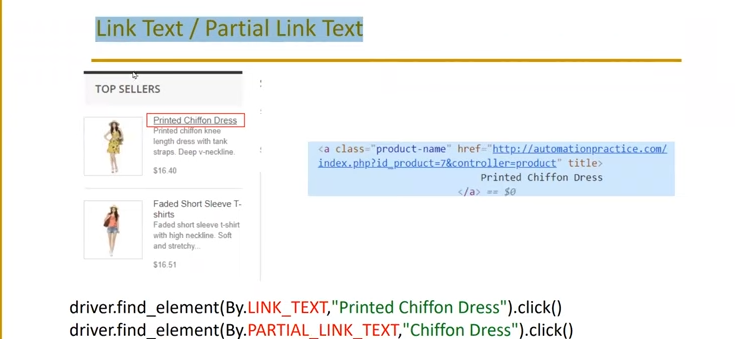 Link Text / Partial Link Text
TOP SELLERS
Printed Chiffon Dress
Printed chiffon knee
length dress with tank
straps. Deep v-neckline.
$16.40
Faded Short Sleeve T-
shirts
Faded short sleeve t-shirt
with high neckline. Soft
and stretchy...
$16.51
<a class="product-name" href="http://automationpractice.com/
index.php?id_product=7&controller=product" title>
Printed Chiffon Dress
</a> == $0
driver.find_element(By.LINK_TEXT,"Printed Chiffon Dress").click()
driver.find_element(By.PARTIAL_LINK_TEXT,"Chiffon Dress").click()